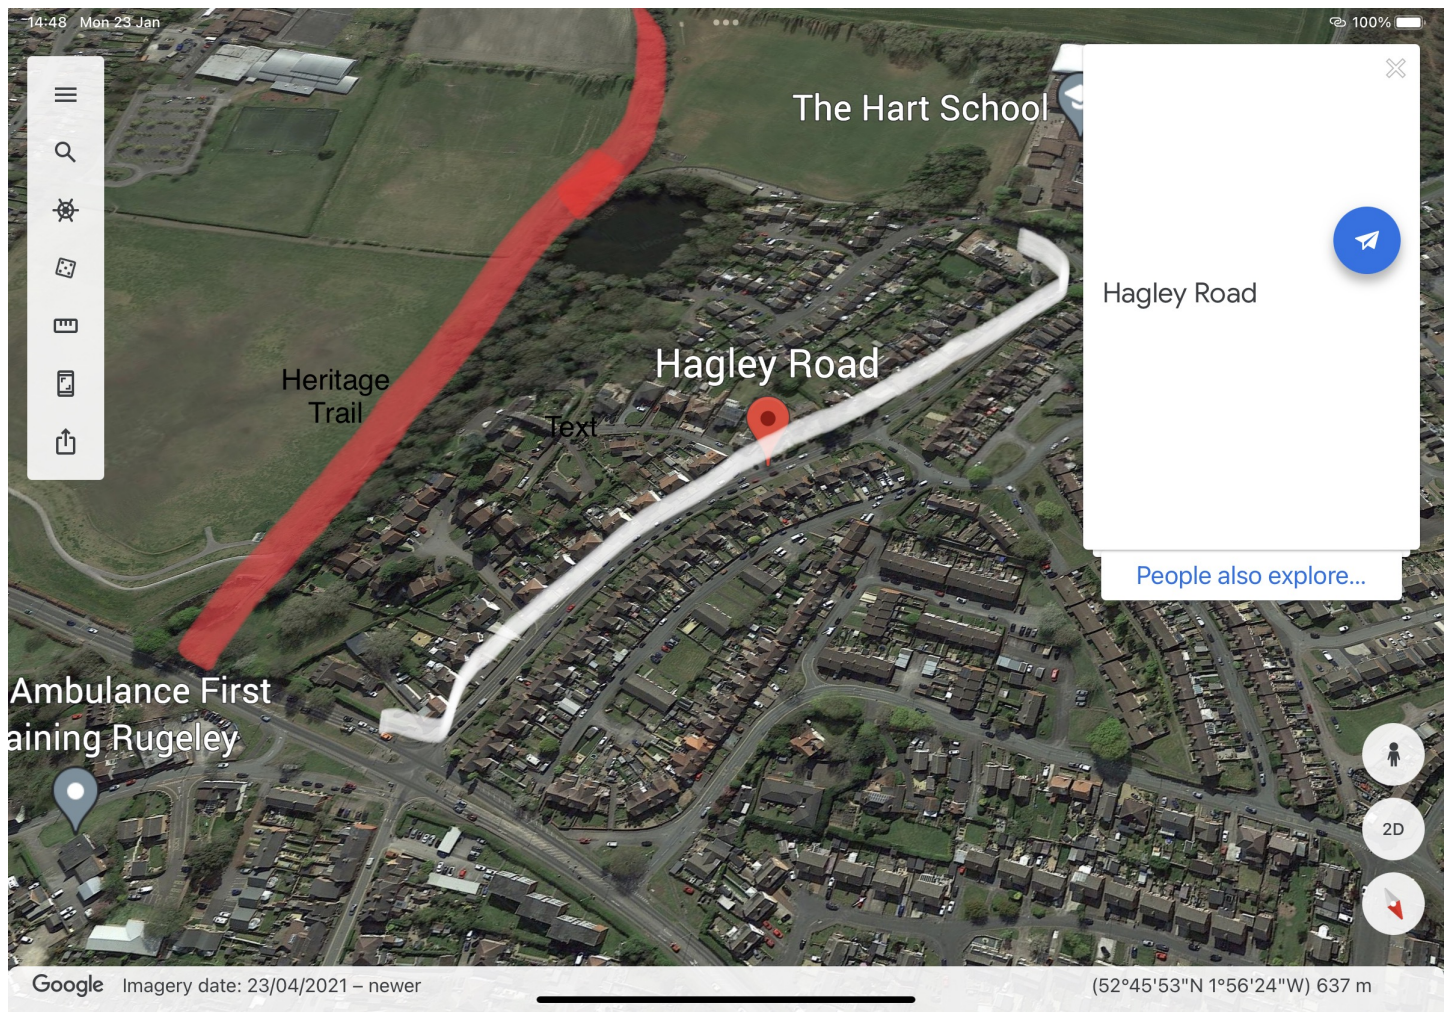 14:48 Mon 23 Jan
100%
The Hart School
Hagley Road
Hagley Road
Heritage
Trail
Text
People also explore...
Ambulance First
aining Rugeley
2D
Google Imagery date: 23/04/2021 – newer
(52°45'53"N 1°56'24"W) 637 m